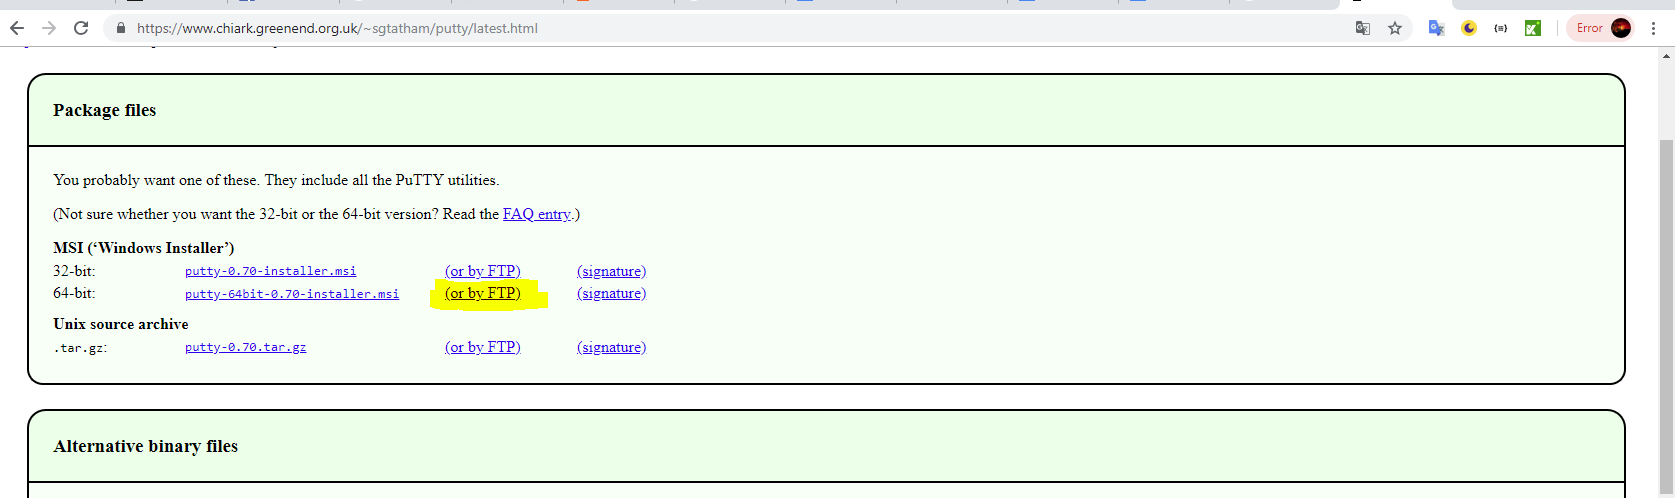 https://www.chiark.greenend.org.uk/~sgtatham/putty/latest.html
Error
Package files
You probably want one of these. They include all the PuTTY utilities.
(Not sure whether you want the 32-bit or the 64-bit version? Read the FAQ entry.)
MSI (‘Windows Installer’)
32-bit: putty-0.70-installer.msi (or by FTP) (signature)
64-bit: putty-64bit-0.70-installer.msi (or by FTP) (signature)
Unix source archive
.tar.gz: putty-0.70.tar.gz (or by FTP) (signature)
Alternative binary files